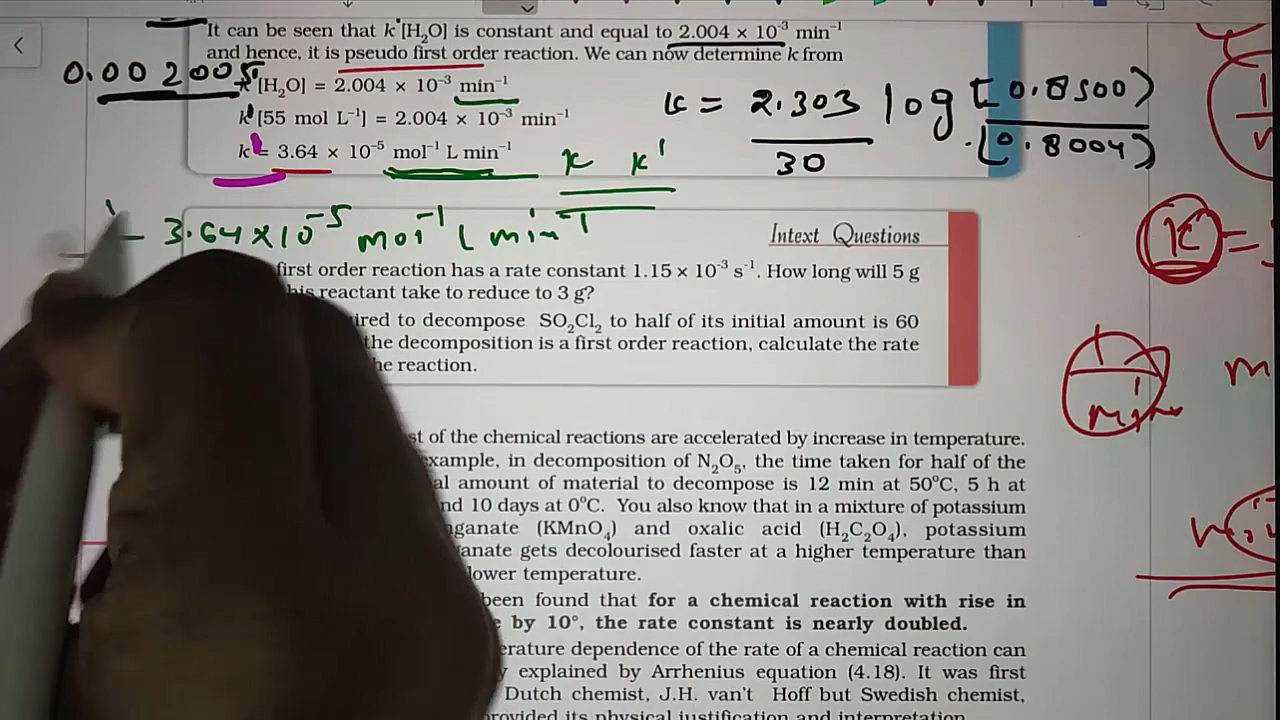 It can be seen that k'[H₂O] is constant and equal to 2.004 × 10⁻³ min⁻¹
and hence, it is pseudo first order reaction. We can now determine k from
0.002005
k' [H₂O] = 2.004 × 10⁻³ min⁻¹
k' [55 mol L⁻¹] = 2.004 × 10⁻³ min⁻¹
k' = 3.64 × 10⁻⁵ mol⁻¹ L min⁻¹
k = 2.303 log [0.8500)
30 [0.8004)
k k'
3.64×10⁻⁵ mol⁻¹ L min⁻¹
Intext Questions
first order reaction has a rate constant 1.15 × 10⁻³ s⁻¹. How long will 5 g
reactant take to reduce to 3 g?
to decompose SO₂Cl₂ to half of its initial amount is 60
the decomposition is a first order reaction, calculate the rate
the reaction.
of the chemical reactions are accelerated by increase in temperature.
example, in decomposition of N₂O₅, the time taken for half of the
amount of material to decompose is 12 min at 50°C, 5 h at
and 10 days at 0°C. You also know that in a mixture of potassium
(KMnO₄) and oxalic acid (H₂C₂O₄), potassium
gets decolourised faster at a higher temperature than
lower temperature.
been found that for a chemical reaction with rise in
by 10°, the rate constant is nearly doubled.
dependence of the rate of a chemical reaction can
explained by Arrhenius equation (4.18). It was first
Dutch chemist, J.H. van't Hoff but Swedish chemist,
provided its physical justification and interpretation
k =
min